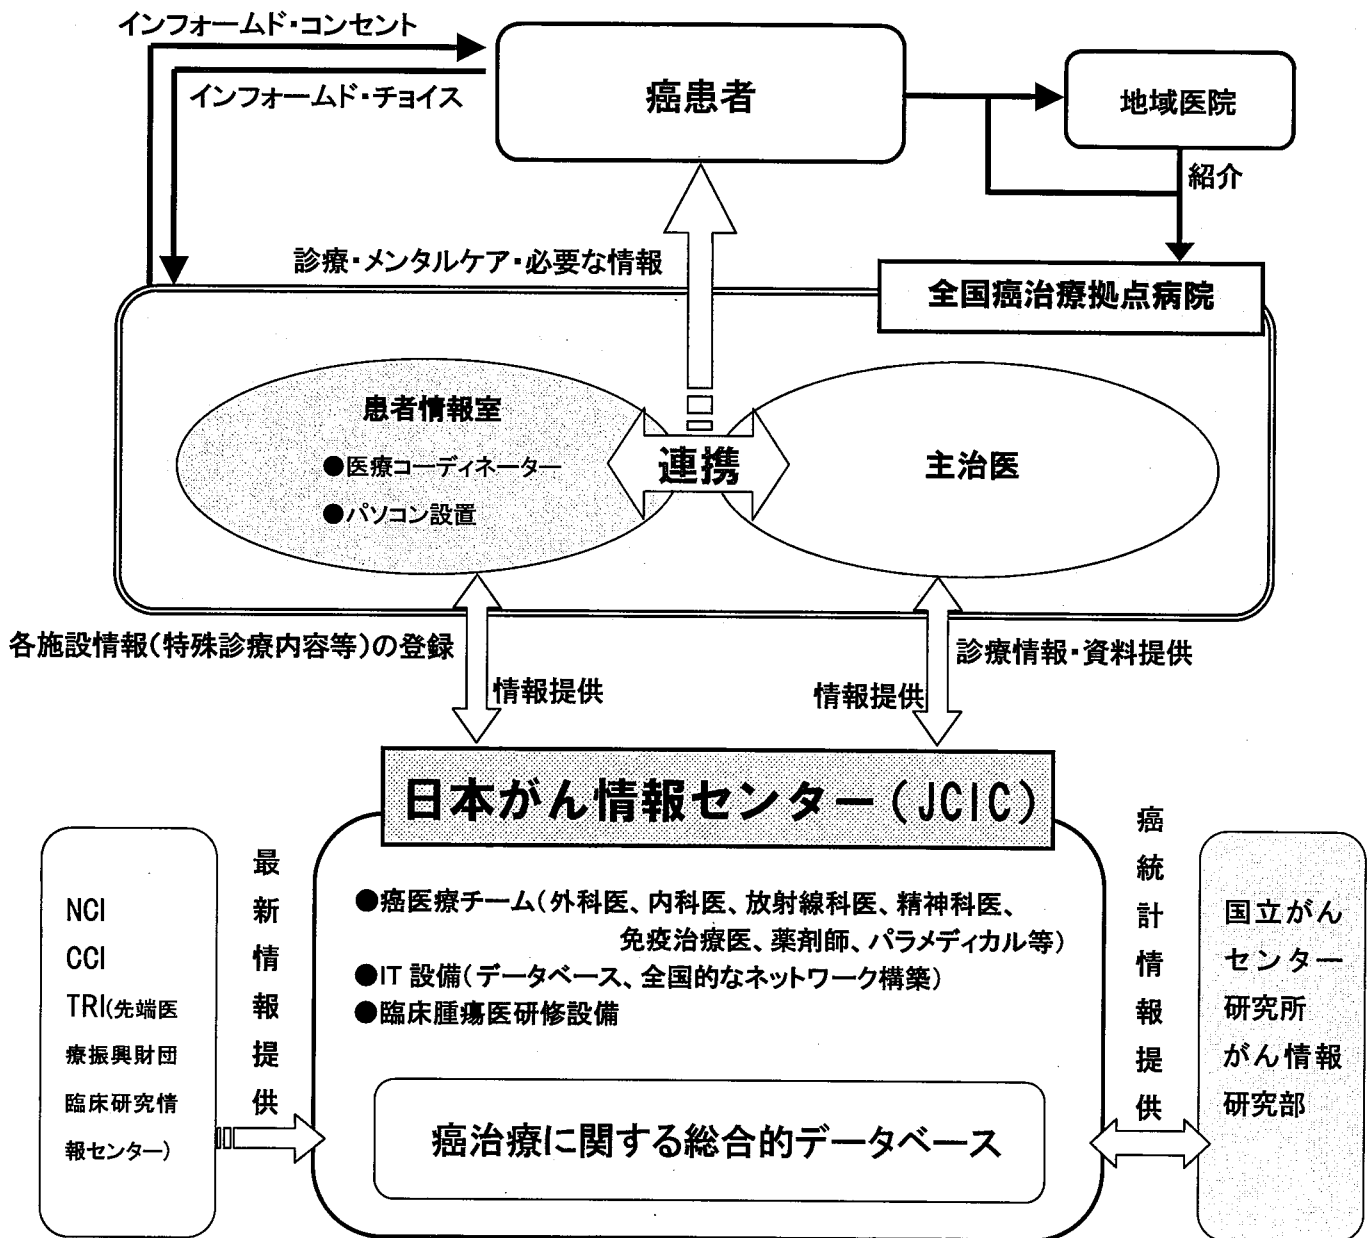 インフォームド・コンセント
インフォームド・チョイス
癌患者
地域医院
紹介
診療・メンタルケア・必要な情報
全国癌治療拠点病院
患者情報室
●医療コーディネーター
●パソコン設置
連携
主治医
各施設情報(特殊診療内容等)の登録
情報提供
情報提供
診療情報・資料提供
日本がん情報センター(JCIC)
NCI
CCI
TRI(先端医
療振興財団
臨床研究情
報センター)
最新情報提供
●癌医療チーム(外科医、内科医、放射線科医、精神科医、
免疫治療医、薬剤師、パラメディカル等)
●IT 設備(データベース、全国的なネットワーク構築)
●臨床腫瘍医研修設備
癌治療に関する総合的データベース
癌統計情報提供
国立がん
センター
研究所
がん情報
研究部